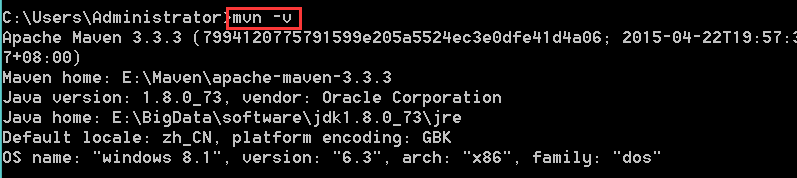 C:\Users\Administrator>mvn -v
Apache Maven 3.3.3 (7994120775791599e205a5524ec3e0dfe41d4a06; 2015-04-22T19:57:3
7+08:00)
Maven home: E:\Maven\apache-maven-3.3.3
Java version: 1.8.0_73, vendor: Oracle Corporation
Java home: E:\BigData\software\jdk1.8.0_73\jre
Default locale: zh_CN, platform encoding: GBK
OS name: "windows 8.1", version: "6.3", arch: "x86", family: "dos"